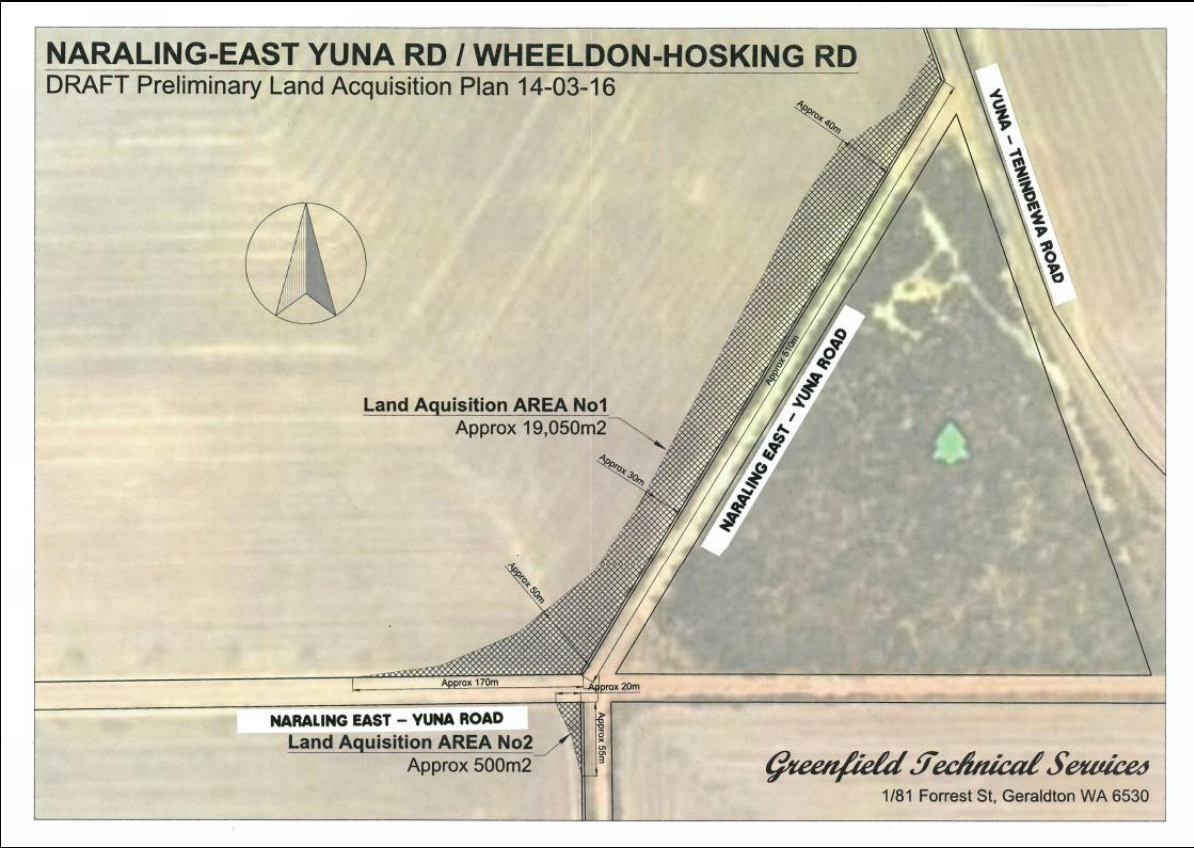 NARALING-EAST YUNA RD / WHEELDON-HOSKING RD
DRAFT Preliminary Land Acquisition Plan 14-03-16
Approx 40m
YUNA – TENINDEWA ROAD
Approx 510m
NARALING EAST – YUNA ROAD
Land Aquisition AREA No1
Approx 19,050m2
Approx 30m
Approx 50m
Approx 170m
Approx 20m
NARALING EAST – YUNA ROAD
Land Aquisition AREA No2
Approx 500m2
Approx 55m
Greenfield Technical Services
1/81 Forrest St, Geraldton WA 6530